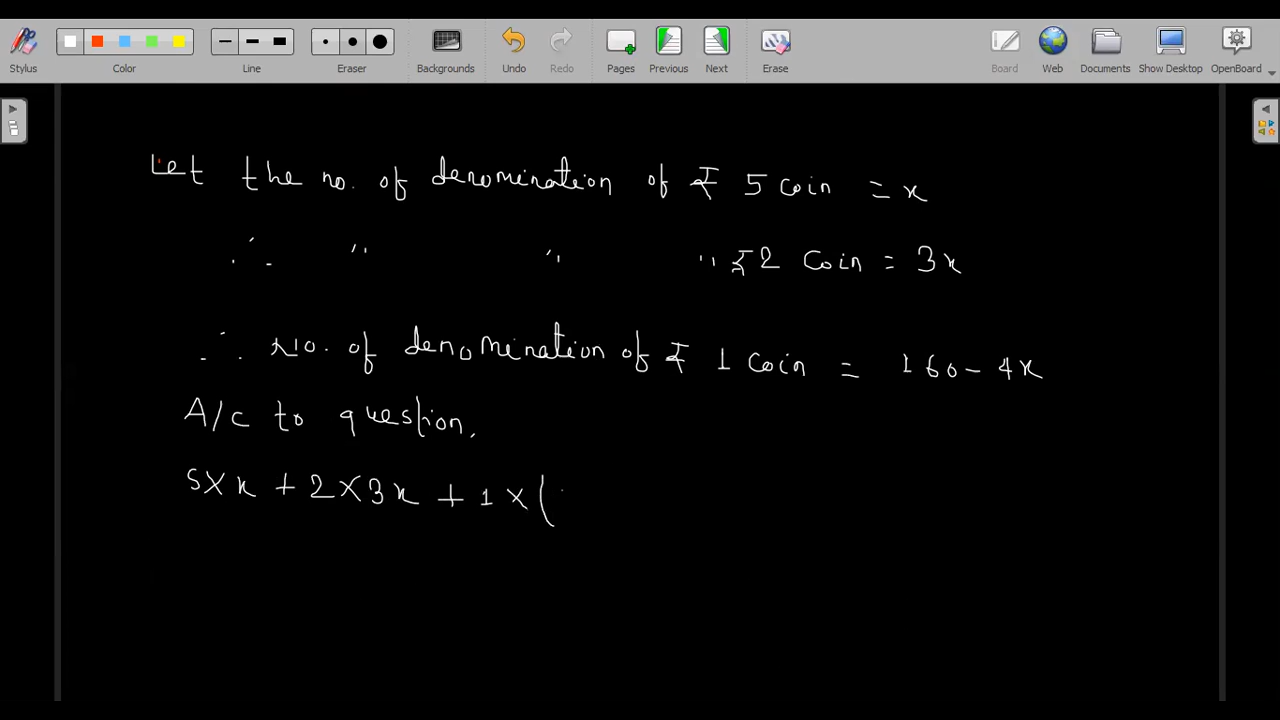 Stylus Color Line Eraser Backgrounds Undo Redo Pages Previous Next Erase Board Web Documents Show Desktop OpenBoard
Let the no. of denomination of ₹ 5 coin = x
∴ " " " ₹2 Coin = 3x
∴ no. of denomination of ₹ 1 Coin = 160 - 4x
A/c to question,
5×x + 2×3x + 1×(